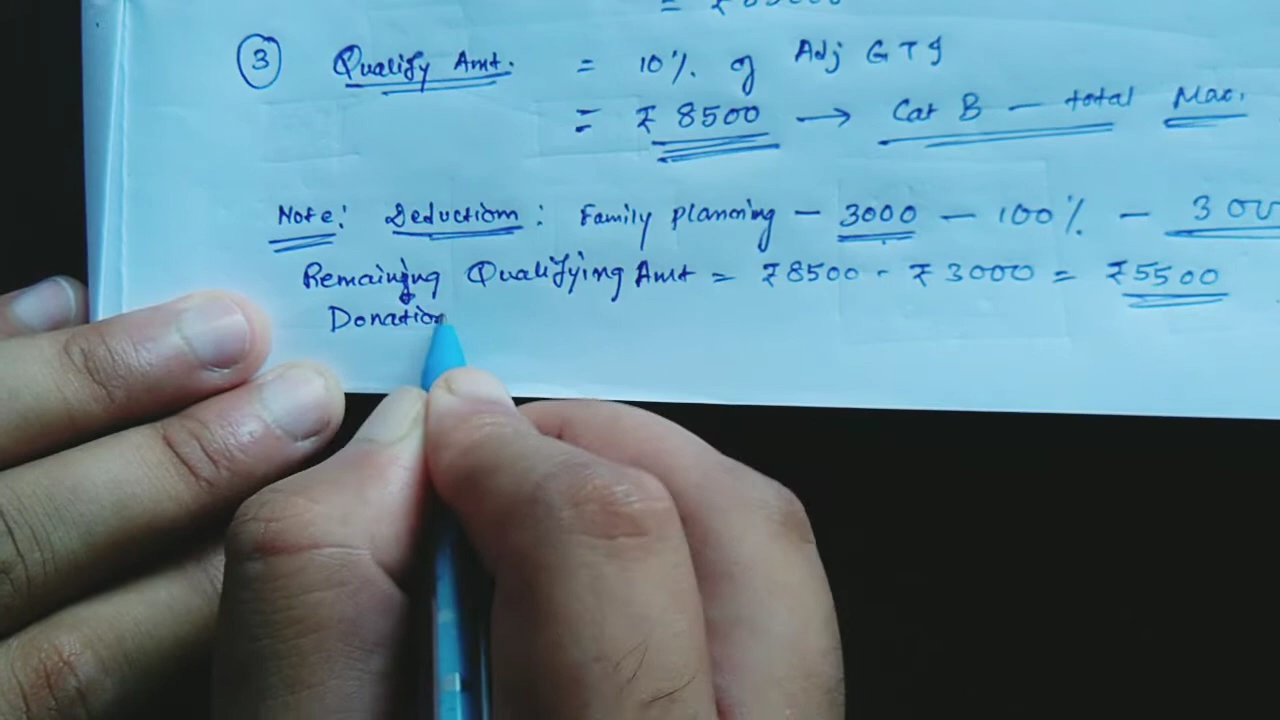 ③ Qualify Amt. = 10% of Adj GTI
= ₹ 8500 → Cat B — total Max.
Note: Deduction: Family planning - 3000 - 100% -
Remaining Qualifying Amt = ₹8500 - ₹3000 = ₹5500
Donation